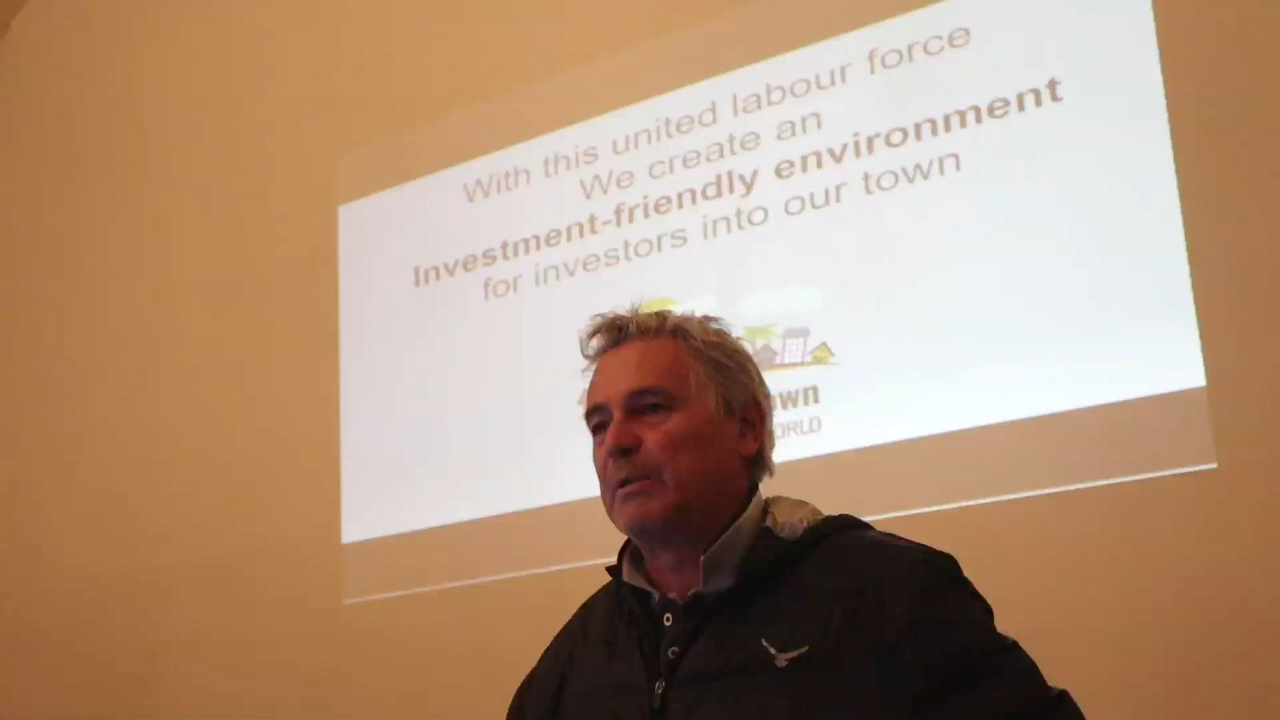 With this united labour force
We create an
Investment-friendly environment
for investors into our town